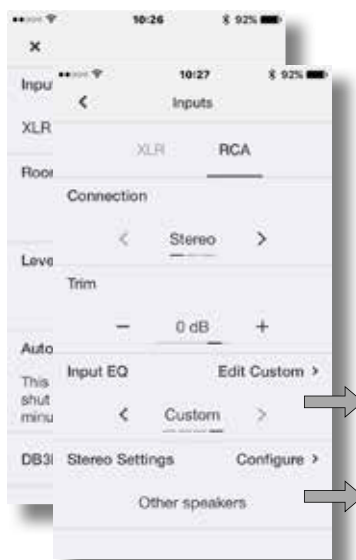 10:26 92%
×
Inpu
XLR
Room
Leve
Auto
This
shut
minu
DB3
10:27 92%
< Inputs
XLR RCA
Connection
< Stereo >
Trim
− 0 dB +
Input EQ Edit Custom >
< Custom >
Stereo Settings Configure >
Other speakers